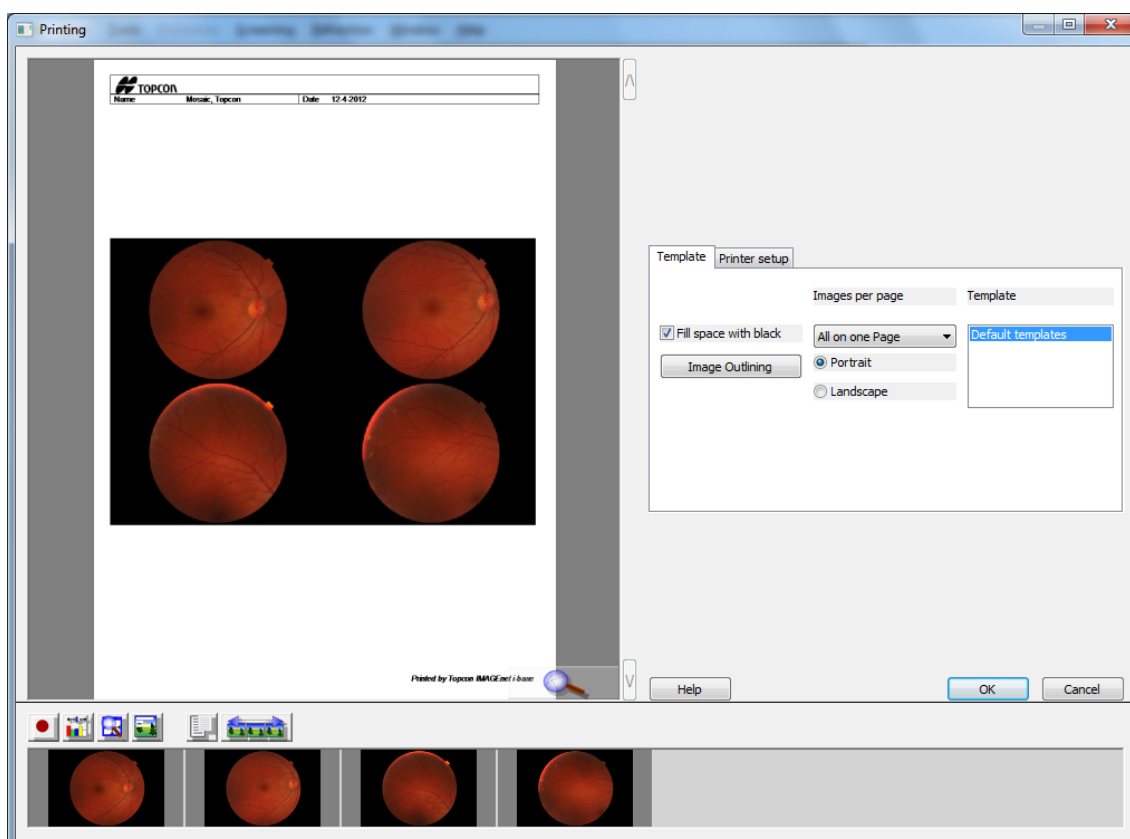 Printing
TOPCON
Name Mosaic, Topcon Date 12-4-2012
Printed by Topcon IMAGEnet i-base
Template Printer setup
Images per page Template
Fill space with black All on one Page Default templates
Image Outlining Portrait
Landscape
Help OK Cancel